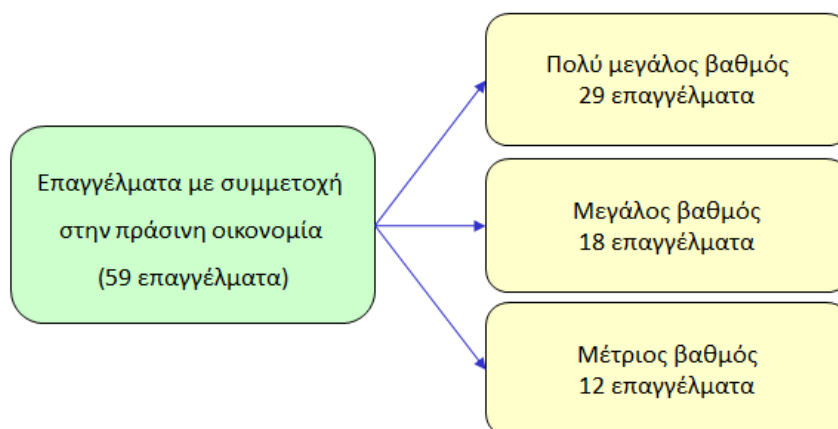 Επαγγέλματα με συμμετοχή
στην πράσινη οικονομία
(59 επαγγέλματα)
Πολύ μεγάλος βαθμός
29 επαγγέλματα
Μεγάλος βαθμός
18 επαγγέλματα
Μέτριος βαθμός
12 επαγγέλματα